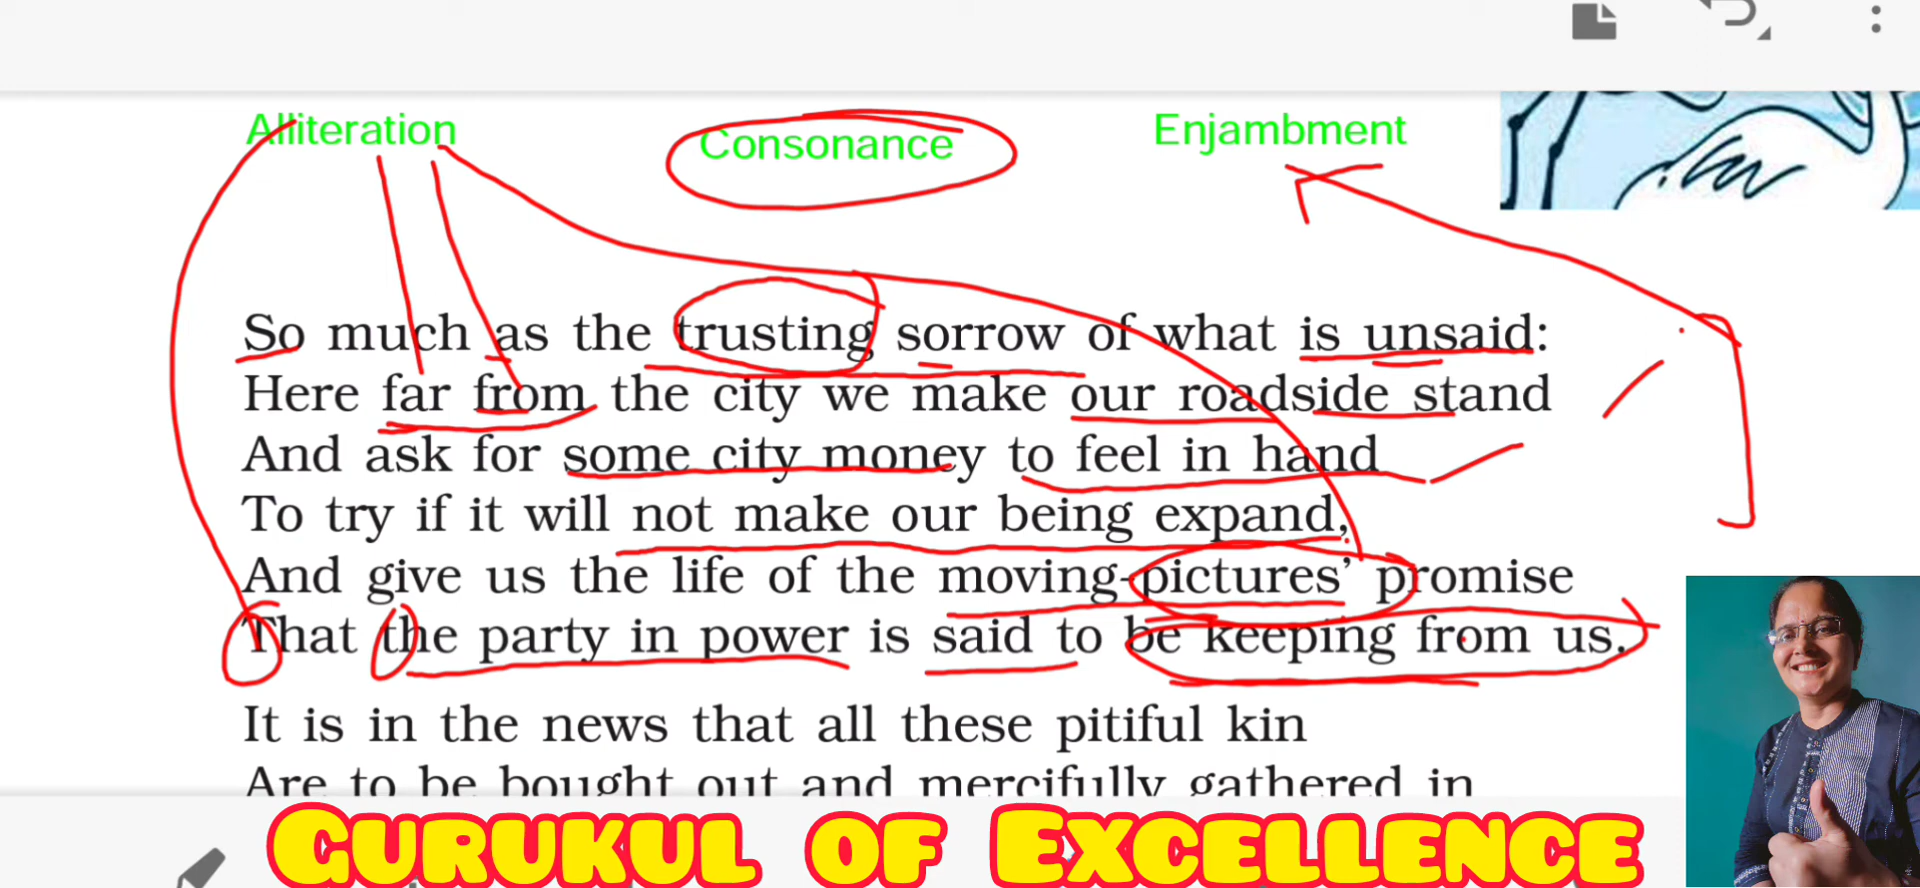 Alliteration Consonance Enjambment
So much as the trusting sorrow of what is unsaid:
Here far from the city we make our roadside stand
And ask for some city money to feel in hand
To try if it will not make our being expand,
And give us the life of the moving-pictures’ promise
That the party in power is said to be keeping from us.
It is in the news that all these pitiful kin
Are to be bought out and mercifully gathered in
GURUKUL OF EXCELLENCE